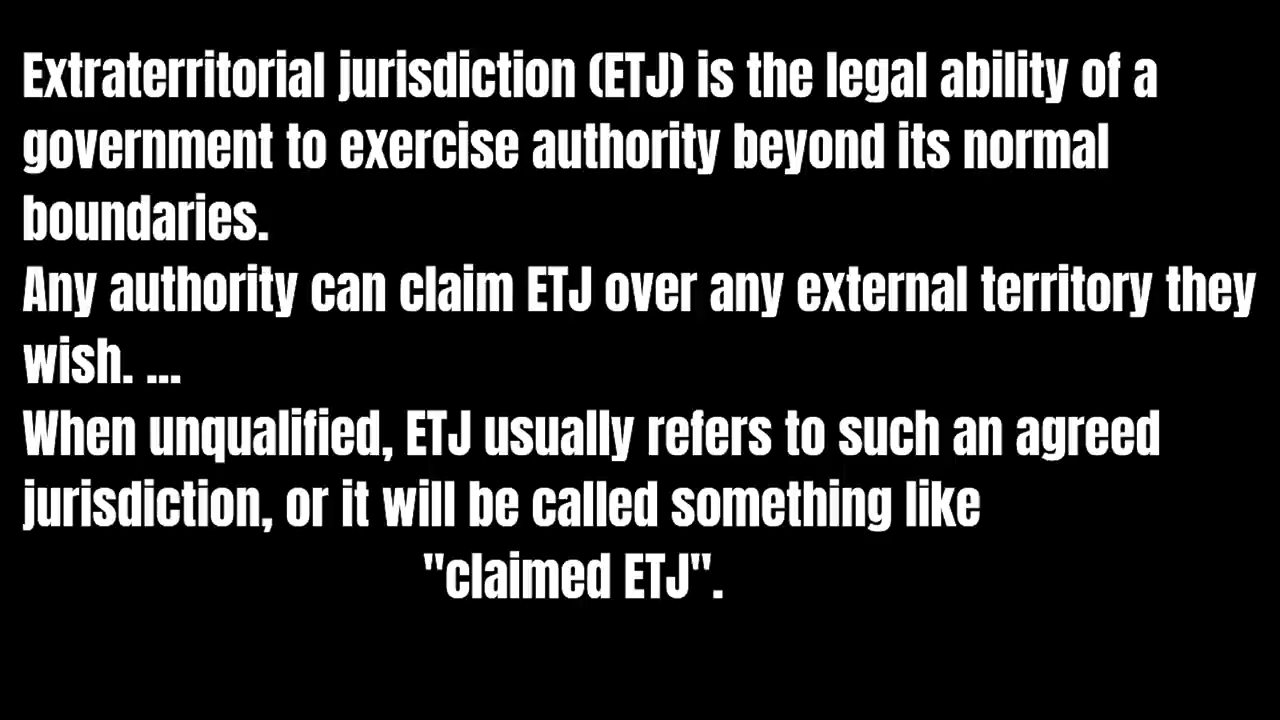 Extraterritorial jurisdiction (ETJ) is the legal ability of a
government to exercise authority beyond its normal
boundaries.
Any authority can claim ETJ over any external territory they
wish. ...
When unqualified, ETJ usually refers to such an agreed
jurisdiction, or it will be called something like
"claimed ETJ".